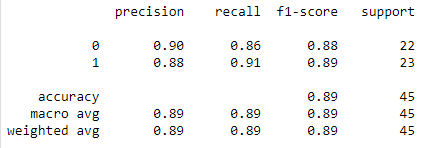 precision recall f1-score support
0 0.90 0.86 0.88 22
1 0.88 0.91 0.89 23
accuracy 0.89 45
macro avg 0.89 0.89 0.89 45
weighted avg 0.89 0.89 0.89 45